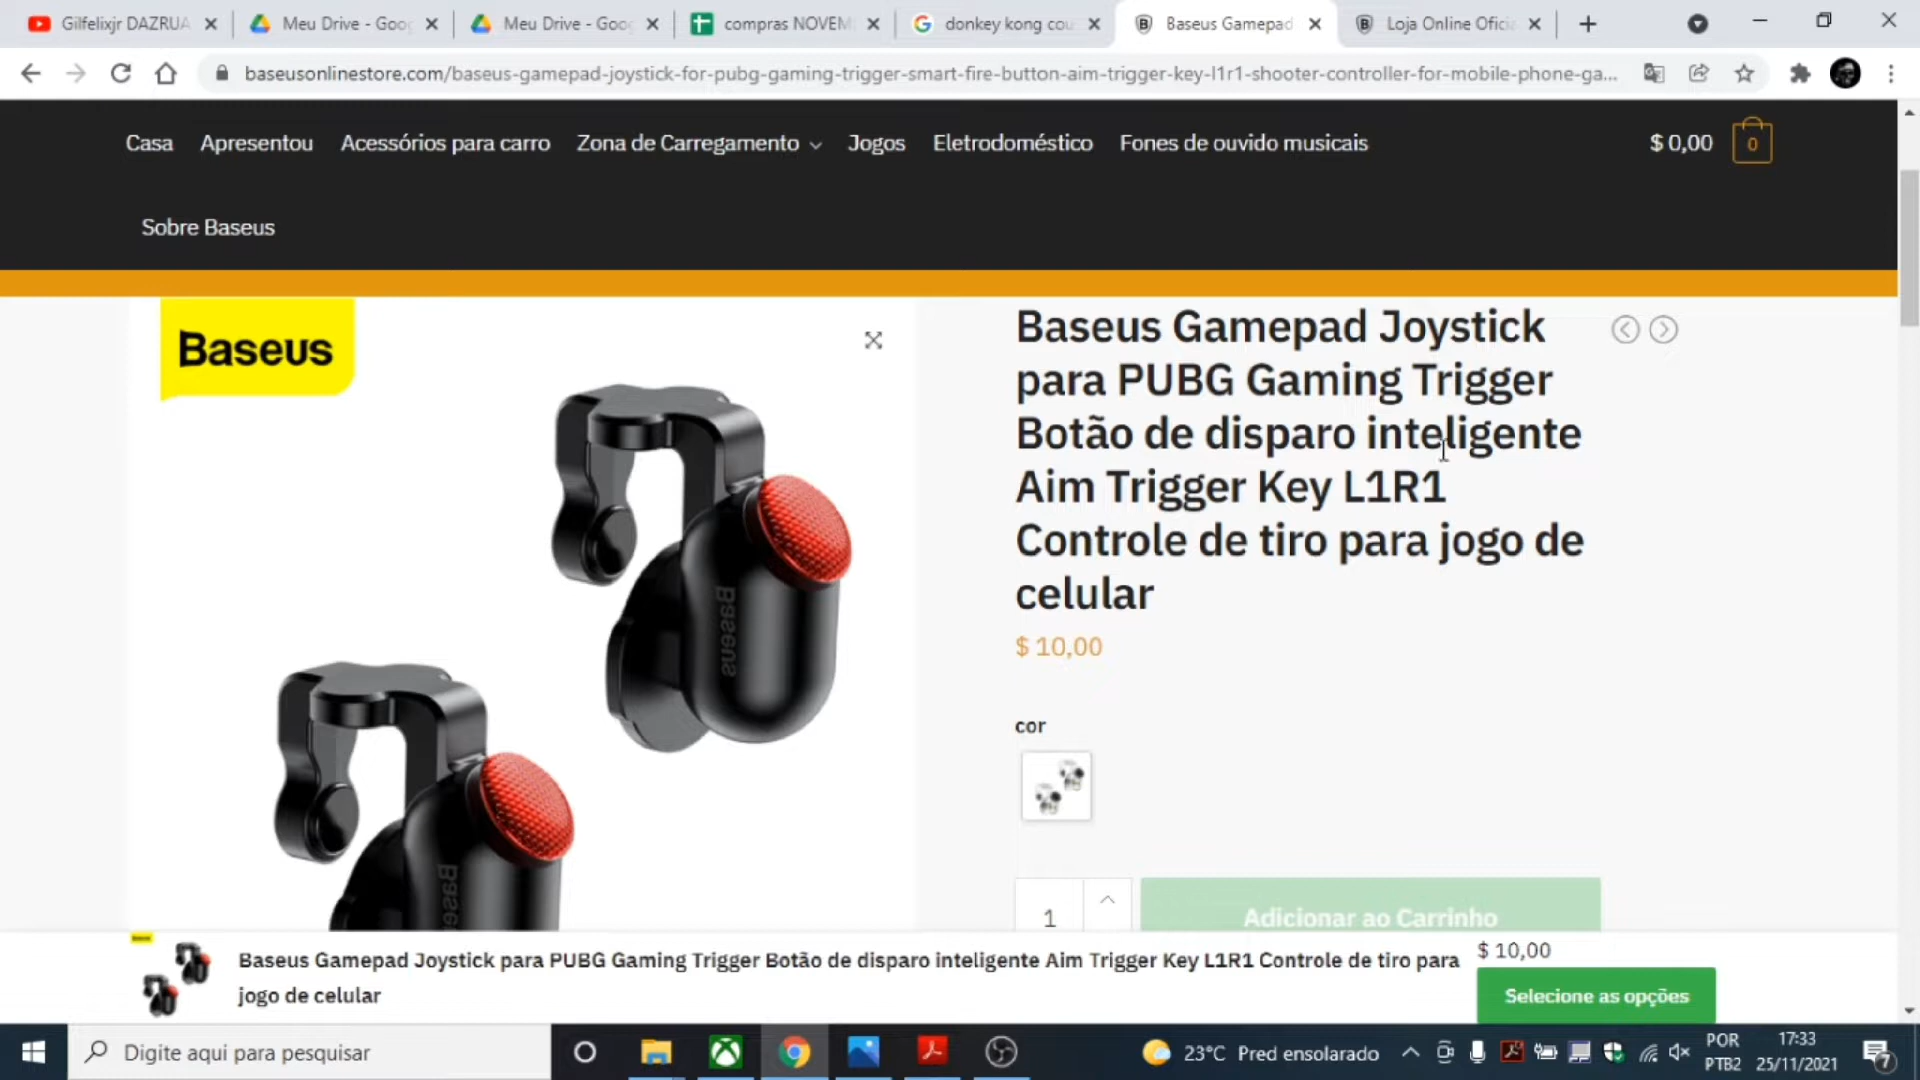 Gilfelixjr DAZRUA
Meu Drive - Goo
Meu Drive - Goo
compras NOVEM
donkey kong cou
Baseus Gamepad
Loja Online Oficia
baseusonlinestore.com/baseus-gamepad-joystick-for-pubg-gaming-trigger-smart-fire-button-aim-trigger-key-l1r1-shooter-controller-for-mobile-phone-ga...
Casa Apresentou Acessórios para carro Zona de Carregamento Jogos Eletrodoméstico Fones de ouvido musicais
$ 0,00 0
Sobre Baseus
Baseus
Baseus
Baseus
Baseus Gamepad Joystick
para PUBG Gaming Trigger
Botão de disparo inteligente
Aim Trigger Key L1R1
Controle de tiro para jogo de
celular
$ 10,00
cor
1
Adicionar ao Carrinho
Baseus Gamepad Joystick para PUBG Gaming Trigger Botão de disparo inteligente Aim Trigger Key L1R1 Controle de tiro para
jogo de celular
$ 10,00
Selecione as opções
Digite aqui para pesquisar
23°C Pred ensolarado
POR
PTB2
17:33
25/11/2021
7